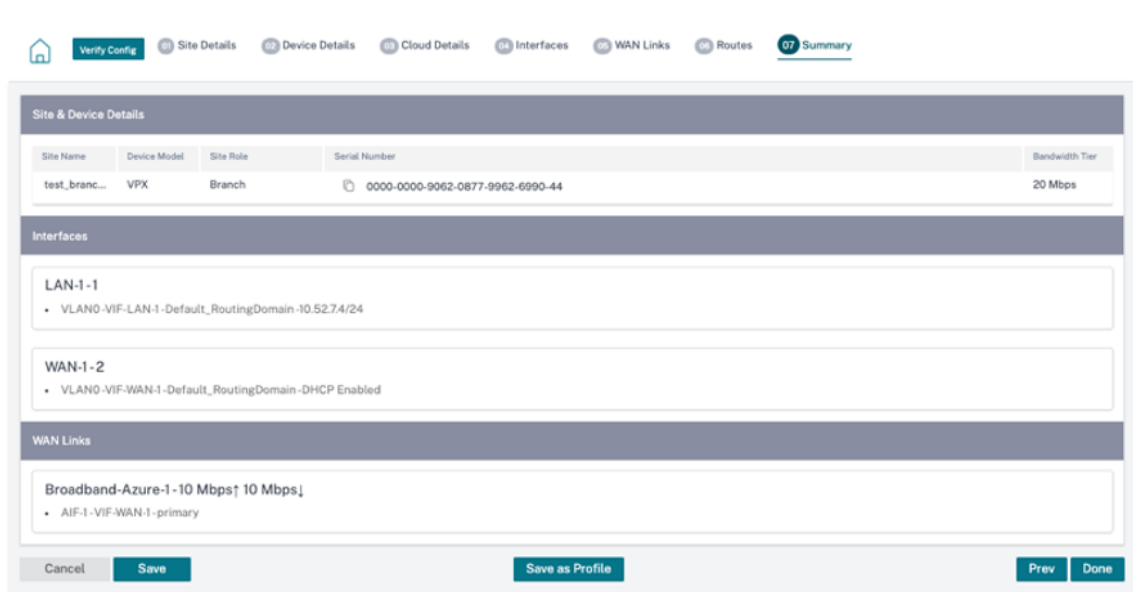 Verify Config 01 Site Details 02 Device Details 03 Cloud Details 04 Interfaces 05 WAN Links 06 Routes 07 Summary
Site & Device Details
Site Name Device Model Site Role Serial Number Bandwidth Tier
test_branc... VPX Branch 0000-0000-9062-0877-9962-6990-44 20 Mbps
Interfaces
LAN-1-1
• VLAN0-VIF-LAN-1-Default_RoutingDomain-10.52.7.4/24
WAN-1-2
• VLAN0-VIF-WAN-1-Default_RoutingDomain-DHCP Enabled
WAN Links
Broadband-Azure-1-10 Mbps↑ 10 Mbps↓
• AIF-1-VIF-WAN-1-primary
Cancel Save Save as Profile Prev Done